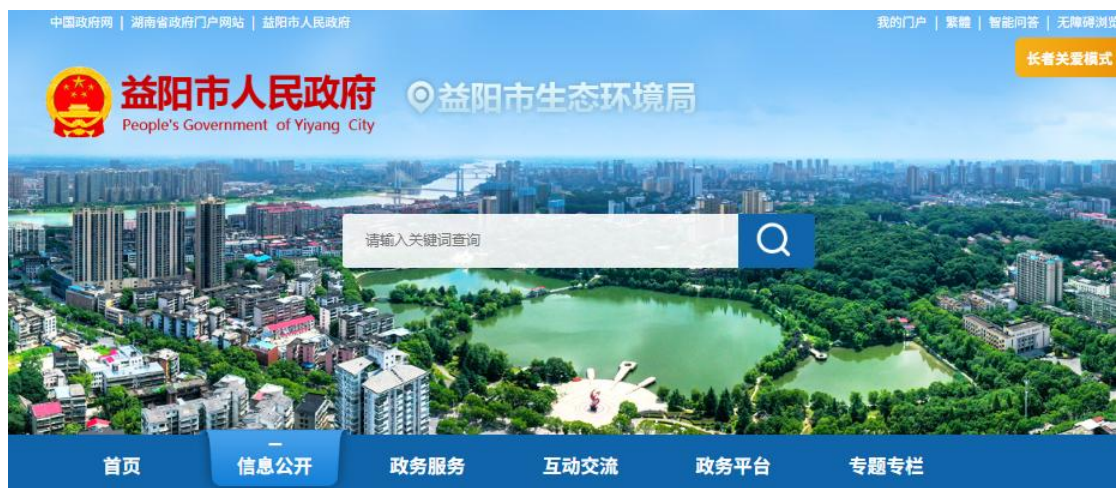 中国政府网 | 湖南省政府门户网站 | 益阳市人民政府
我的门户 | 繁體 | 智能问答 | 无障碍浏览
长者关爱模式
益阳市人民政府
People's Government of Yiyang City
益阳市生态环境局
请输入关键词查询
首页 信息公开 政务服务 互动交流 政务平台 专题专栏